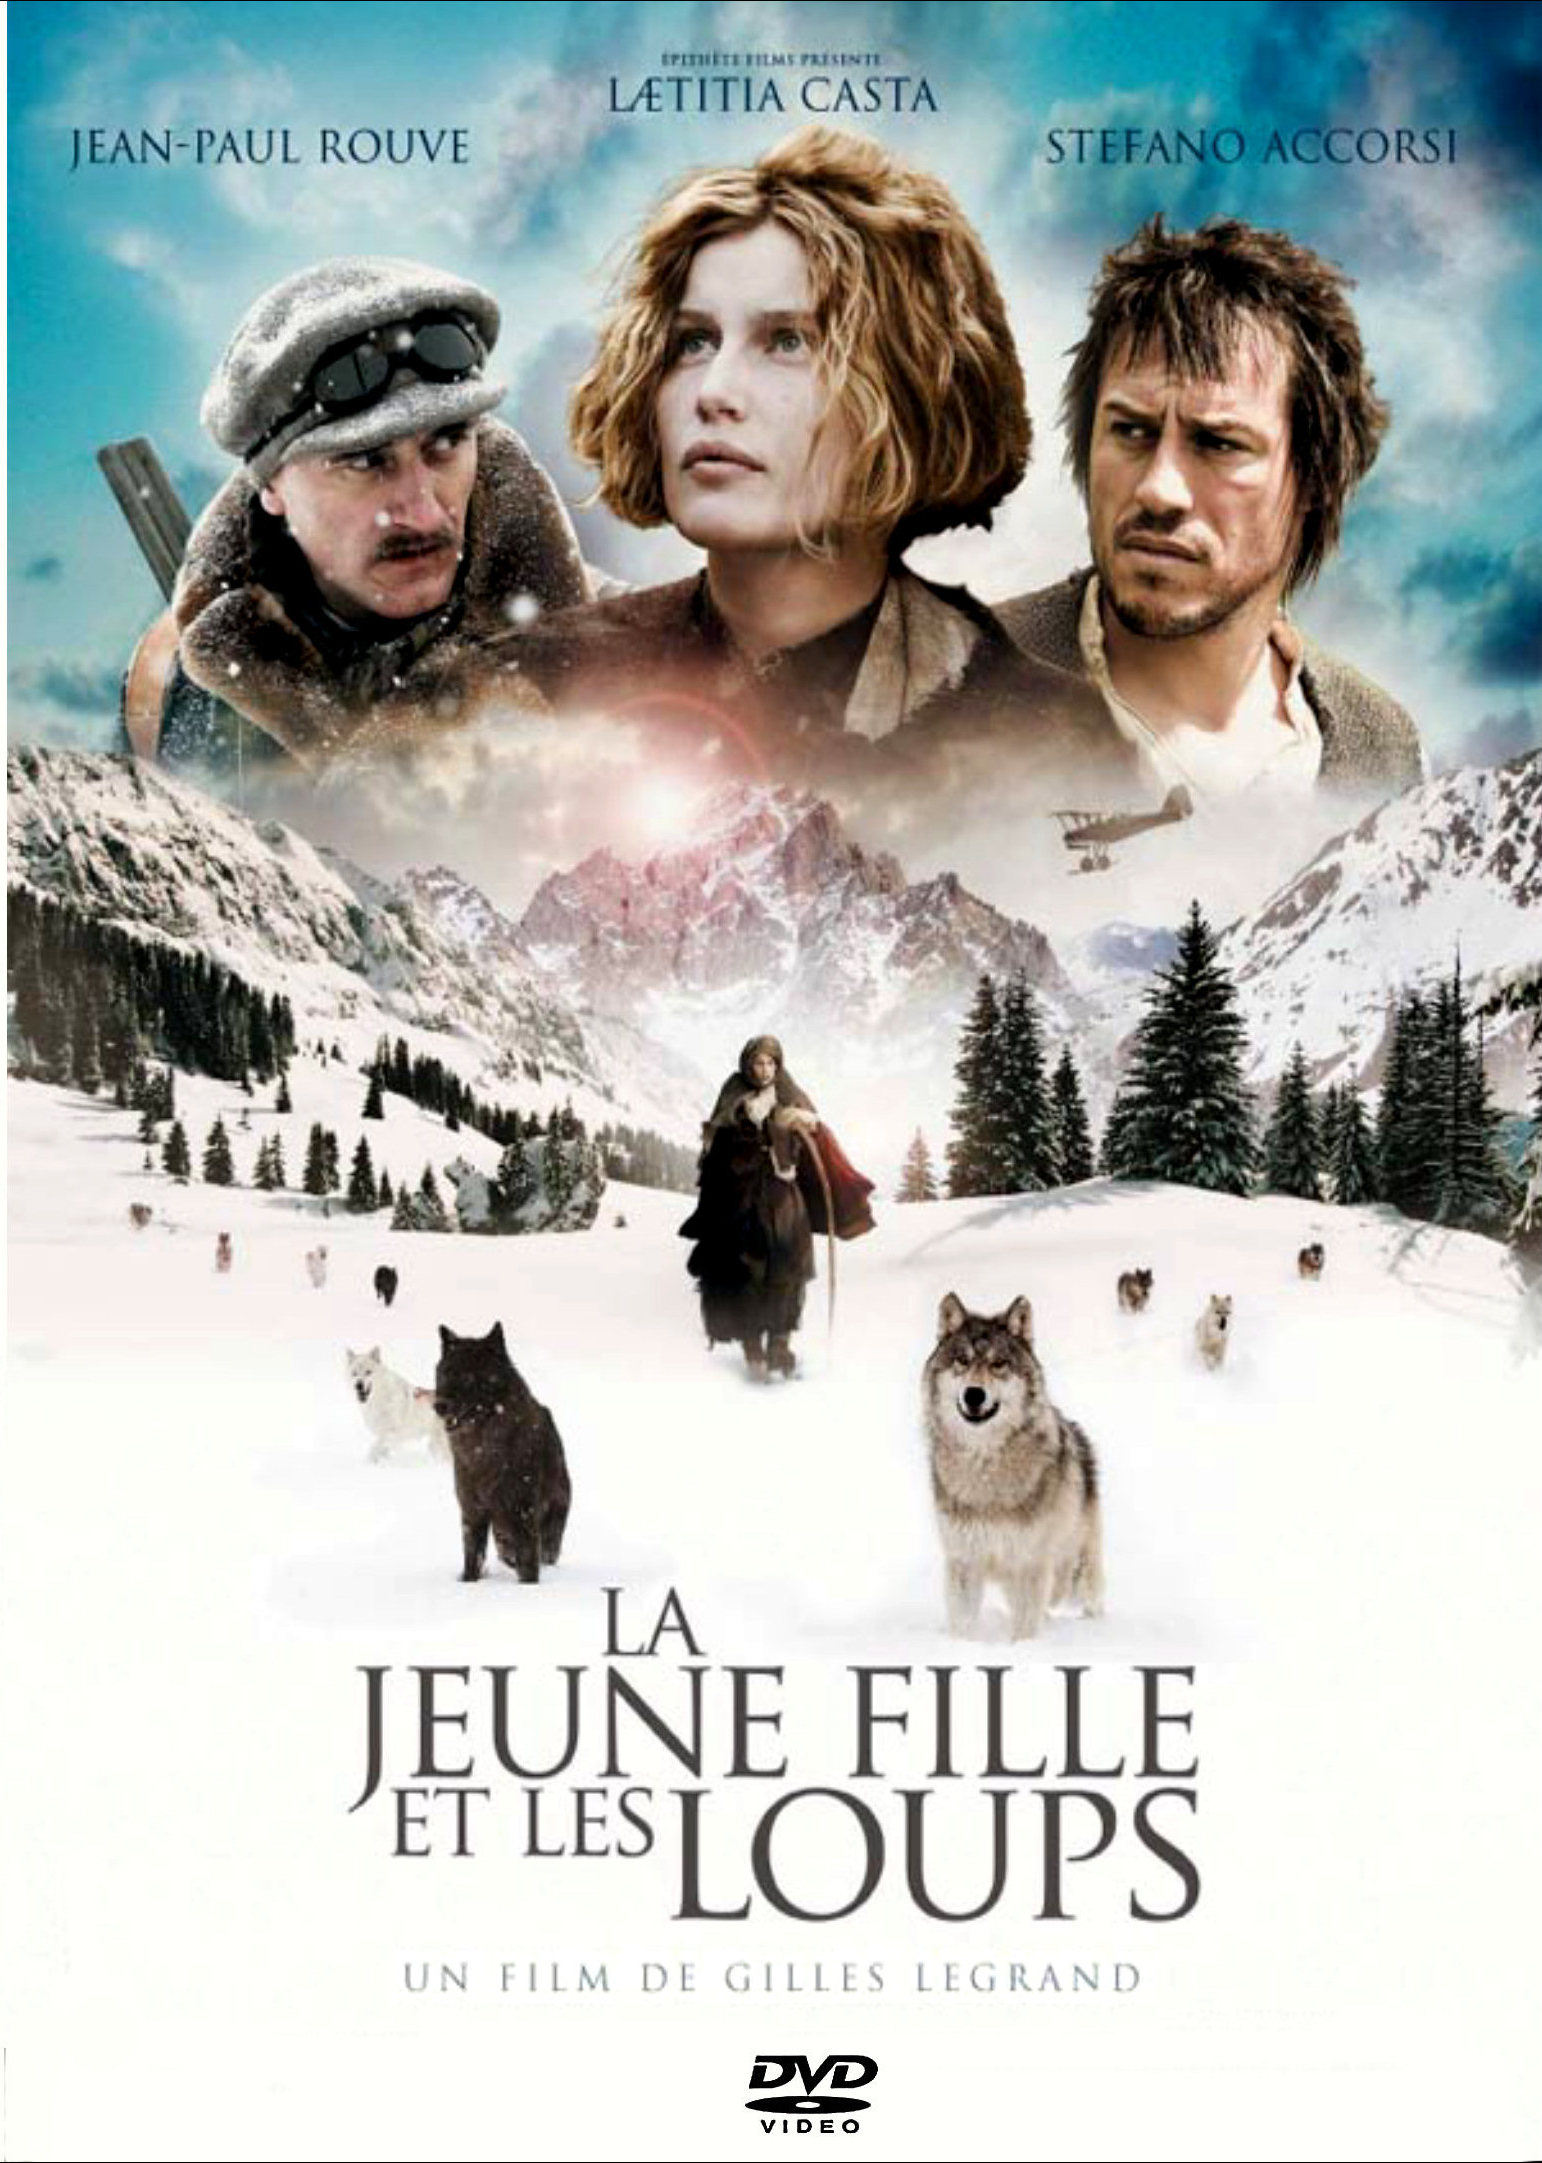 ÉPITHÈTE FILMS PRÉSENTE
LÆTITIA CASTA
JEAN-PAUL ROUVE
STEFANO ACCORSI
LA
JEUNE FILLE
ET LES LOUPS
UN FILM DE GILLES LEGRAND
DVD
VIDEO